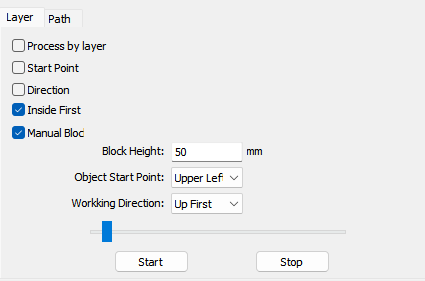 Layer Path
Process by layer
Start Point
Direction
Inside First
Manual Bloc
Block Height: 50 mm
Object Start Point: Upper Lef
Workking Direction: Up First
Start Stop